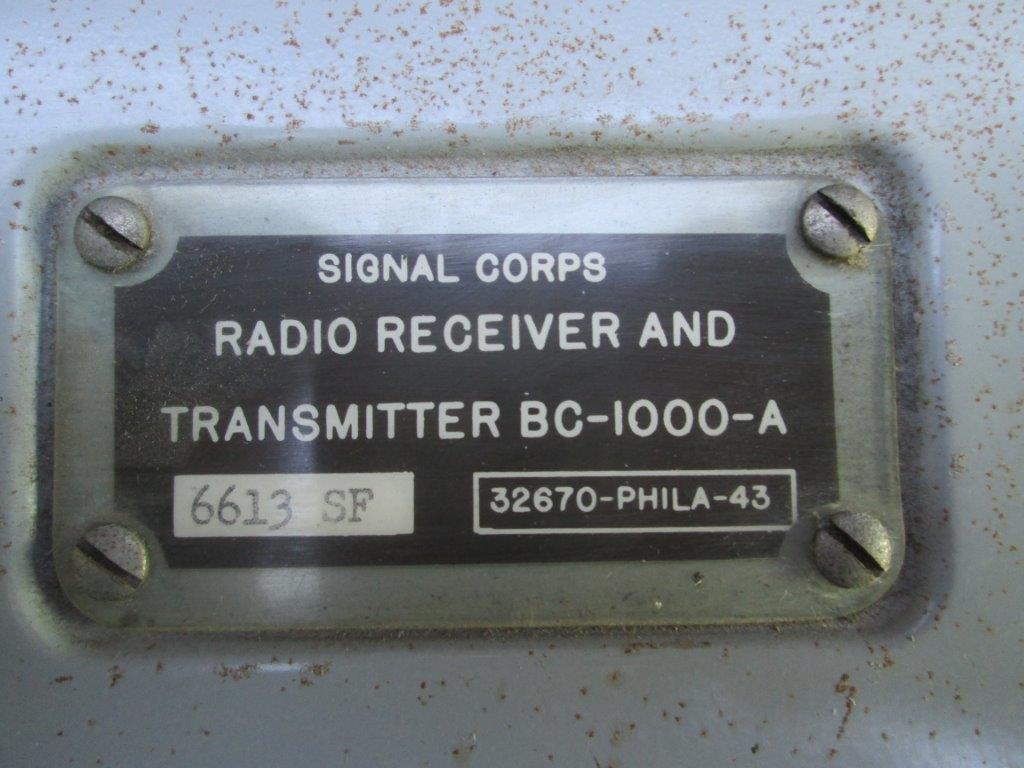 SIGNAL CORPS
RADIO RECEIVER AND
TRANSMITTER BC-1000-A
6613 SF 32670-PHILA-43